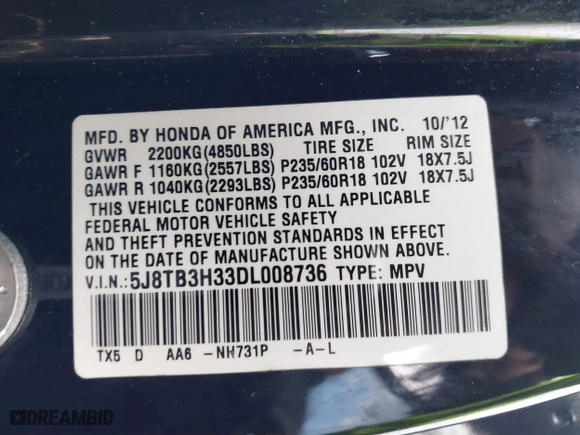 MFD. BY HONDA OF AMERICA MFG., INC. 10/'12
GVWR 2200KG(4850LBS) TIRE SIZE RIM SIZE
GAWR F 1160KG(2557LBS) P235/60R18 102V 18X7.5J
GAWR R 1040KG(2293LBS) P235/60R18 102V 18X7.5J
THIS VEHICLE CONFORMS TO ALL APPLICABLE
FEDERAL MOTOR VEHICLE SAFETY
AND THEFT PREVENTION STANDARDS IN EFFECT
ON THE DATE OF MANUFACTURE SHOWN ABOVE.
V.I.N.: 5J8TB3H33DL008736 TYPE: MPV
TX5 D AA6 -NH731P -A-L
DREAMBID